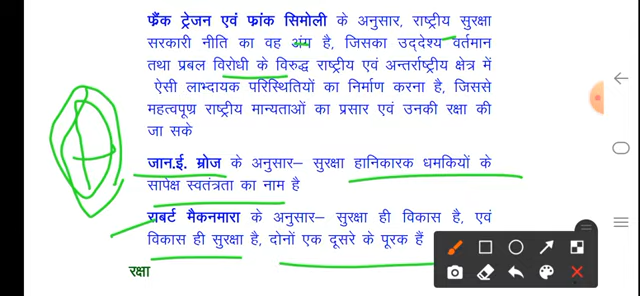 फ्रैंक ट्रेजन एवं फ्रांक सिमोली के अनुसार, राष्ट्रीय सुरक्षा
सरकारी नीति का वह अंग है, जिसका उद्देश्य वर्तमान
तथा प्रबल विरोधी के विरुद्ध राष्ट्रीय एवं अन्तर्राष्ट्रीय क्षेत्र में
ऐसी लाभ्दायक परिस्थितियों का निर्माण करना है, जिससे
महत्वपूण्र राष्ट्रीय मान्यताओं का प्रसार एवं उनकी रक्षा की
जा सके
जान.ई. म्रोज के अनुसार– सुरक्षा हानिकारक धमकियों के
सापेक्ष स्वतंत्रता का नाम है
राबर्ट मैकनमारा के अनुसार– सुरक्षा ही विकास है, एवं
विकास ही सुरक्षा है, दोनों एक दूसरे के पूरक हैं
रक्षा